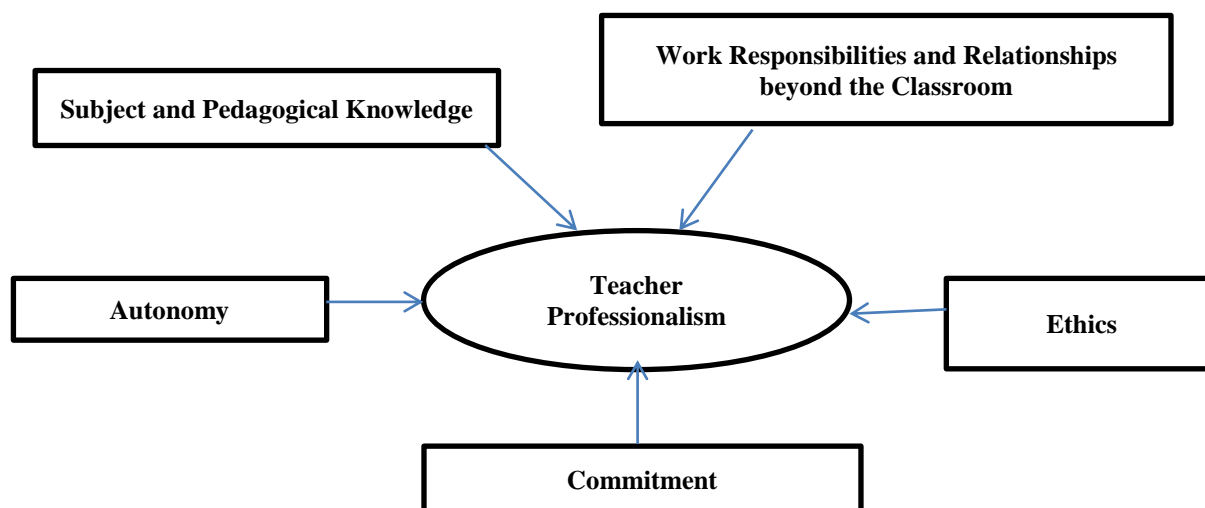 Work Responsibilities and Relationships
beyond the Classroom
Subject and Pedagogical Knowledge
Teacher
Professionalism
Autonomy
Ethics
Commitment